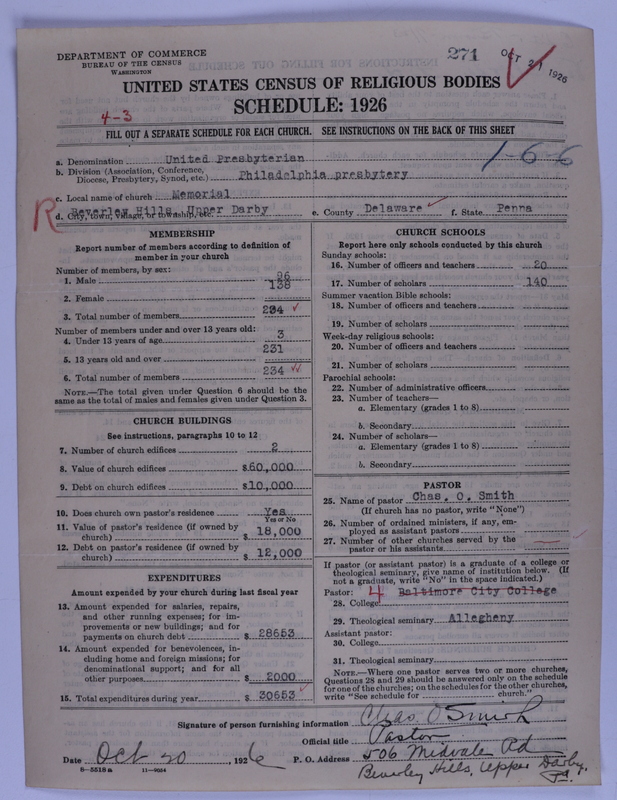 DEPARTMENT OF COMMERCE
BUREAU OF THE CENSUS
WASHINGTON
271
OCT 21 1926
UNITED STATES CENSUS OF RELIGIOUS BODIES
SCHEDULE: 1926
4-3
FILL OUT A SEPARATE SCHEDULE FOR EACH CHURCH. SEE INSTRUCTIONS ON THE BACK OF THIS SHEET
1-6-6
a. Denomination United Presbyterian
b. Division (Association, Conference, Diocese, Presbytery, Synod, etc.) Philadelphia presbytery
c. Local name of church Memorial
R
d. City, town, village, or township, etc. Beverley Hills, Upper Darby e. County Delaware f. State Penna
MEMBERSHIP
Report number of members according to definition of
member in your church
Number of members, by sex:
1. Male 96
2. Female 138
3. Total number of members 234
Number of members under and over 13 years old:
4. Under 13 years of age 3
5. 13 years old and over 231
6. Total number of members 234
NOTE.—The total given under Question 6 should be the
same as the total of males and females given under Question 3.
CHURCH BUILDINGS
See instructions, paragraphs 10 to 12
7. Number of church edifices 2
8. Value of church edifices $60,000
9. Debt on church edifices $10,000
10. Does church own pastor's residence Yes
Yes or No
11. Value of pastor's residence (if owned by
church) $ 18,000
12. Debt on pastor's residence (if owned by
church) $ 12,000
EXPENDITURES
Amount expended by your church during last fiscal year
13. Amount expended for salaries, repairs,
and other running expenses; for im-
provements or new buildings; and for
payments on church debt $ 28653
14. Amount expended for benevolences, in-
cluding home and foreign missions; for
denominational support; and for all
other purposes $ 2000
15. Total expenditures during year $ 30653
CHURCH SCHOOLS
Report here only schools conducted by this church
Sunday schools:
16. Number of officers and teachers 20
17. Number of scholars 140
Summer vacation Bible schools:
18. Number of officers and teachers
19. Number of scholars
Week-day religious schools:
20. Number of officers and teachers
21. Number of scholars
Parochial schools:
22. Number of administrative officers
23. Number of teachers—
a. Elementary (grades 1 to 8)
b. Secondary
24. Number of scholars—
a. Elementary (grades 1 to 8)
b. Secondary
PASTOR
25. Name of pastor Chas. O. Smith
(If church has no pastor, write "None")
26. Number of ordained ministers, if any, em-
ployed as assistant pastors
27. Number of other churches served by the
pastor or his assistants
If pastor (or assistant pastor) is a graduate of a college or
theological seminary, give name of institution below. (If
not a graduate, write "No" in the space indicated.)
Pastor: 4 Baltimore City College
28. College
29. Theological seminary Allegheny
Assistant pastor:
30. College
31. Theological seminary
NOTE.—Where one pastor serves two or more churches,
Questions 28 and 29 should be answered only on the schedule
for one of the churches; on the schedules for the other churches,
write "See schedule for church."
Signature of person furnishing information Chas. O Smith
Official title Pastor
Date Oct 20, 1926 P. O. Address 506 Midvale Rd
Beverley Hills, Upper Darby, Pa.
8-5518a 11-9024